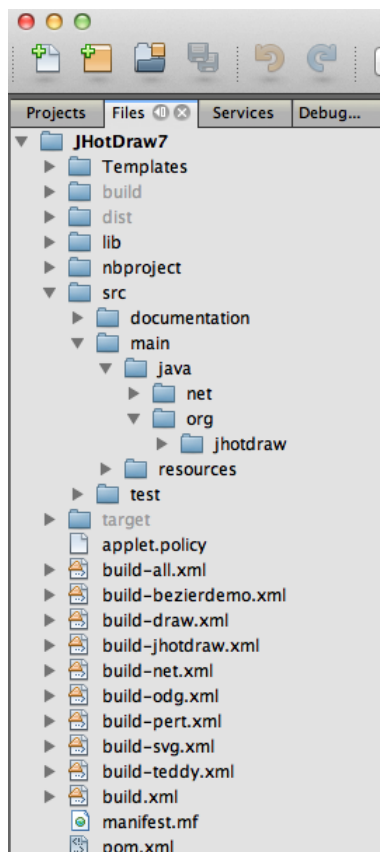 Projects Files Services Debug...
JHotDraw7
Templates
build
dist
lib
nbproject
src
documentation
main
java
net
org
jhotdraw
resources
test
target
applet.policy
build-all.xml
build-bezierdemo.xml
build-draw.xml
build-jhotdraw.xml
build-net.xml
build-odg.xml
build-pert.xml
build-svg.xml
build-teddy.xml
build.xml
manifest.mf
pom.xml